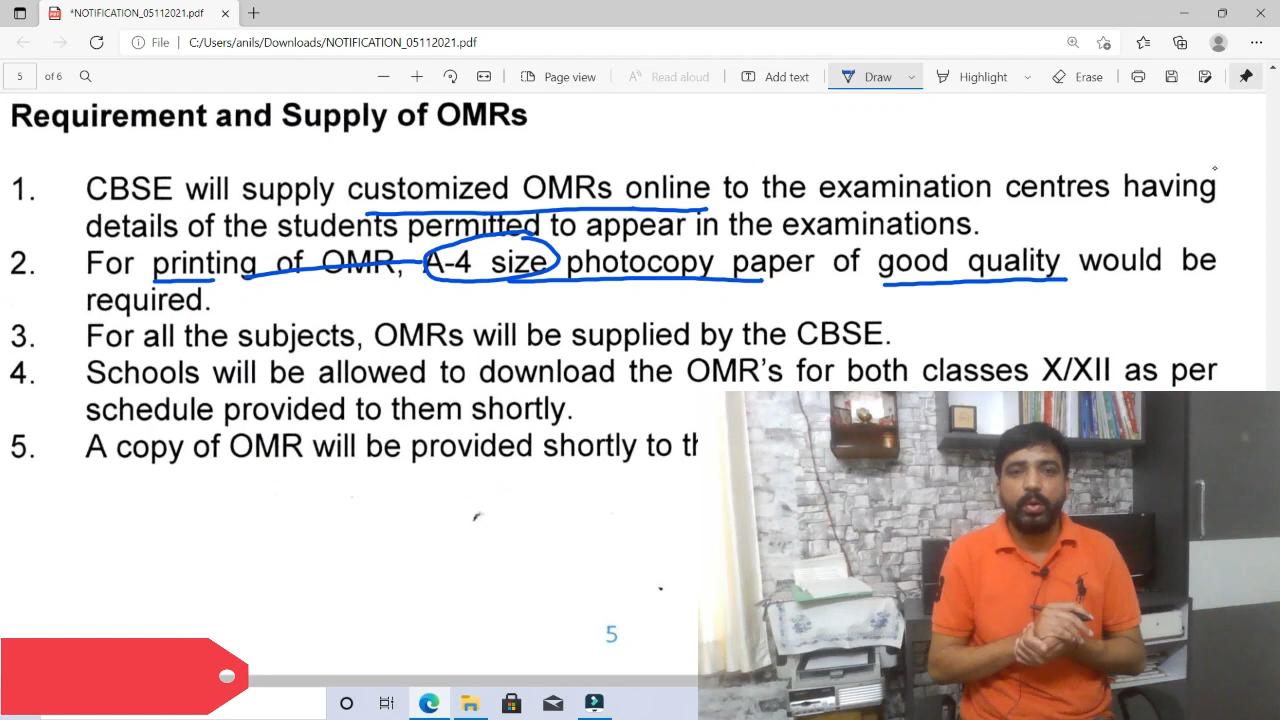 *NOTIFICATION_05112021.pdf
File C:/Users/anils/Downloads/NOTIFICATION_05112021.pdf
5 of 6 Page view Read aloud Add text Draw Highlight Erase
Requirement and Supply of OMRs
1. CBSE will supply customized OMRs online to the examination centres having
details of the students permitted to appear in the examinations.
2. For printing of OMR, A-4 size photocopy paper of good quality would be
required.
3. For all the subjects, OMRs will be supplied by the CBSE.
4. Schools will be allowed to download the OMR's for both classes X/XII as per
schedule provided to them shortly.
5. A copy of OMR will be provided shortly to th
5